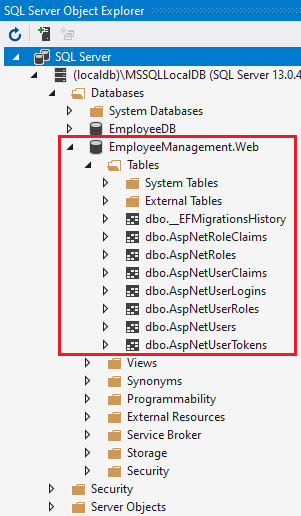 SQL Server Object Explorer
SQL Server
(localdb)\MSSQLLocalDB (SQL Server 13.0.4
Databases
System Databases
EmployeeDB
EmployeeManagement.Web
Tables
System Tables
External Tables
dbo.__EFMigrationsHistory
dbo.AspNetRoleClaims
dbo.AspNetRoles
dbo.AspNetUserClaims
dbo.AspNetUserLogins
dbo.AspNetUserRoles
dbo.AspNetUsers
dbo.AspNetUserTokens
Views
Synonyms
Programmability
External Resources
Service Broker
Storage
Security
Security
Server Objects